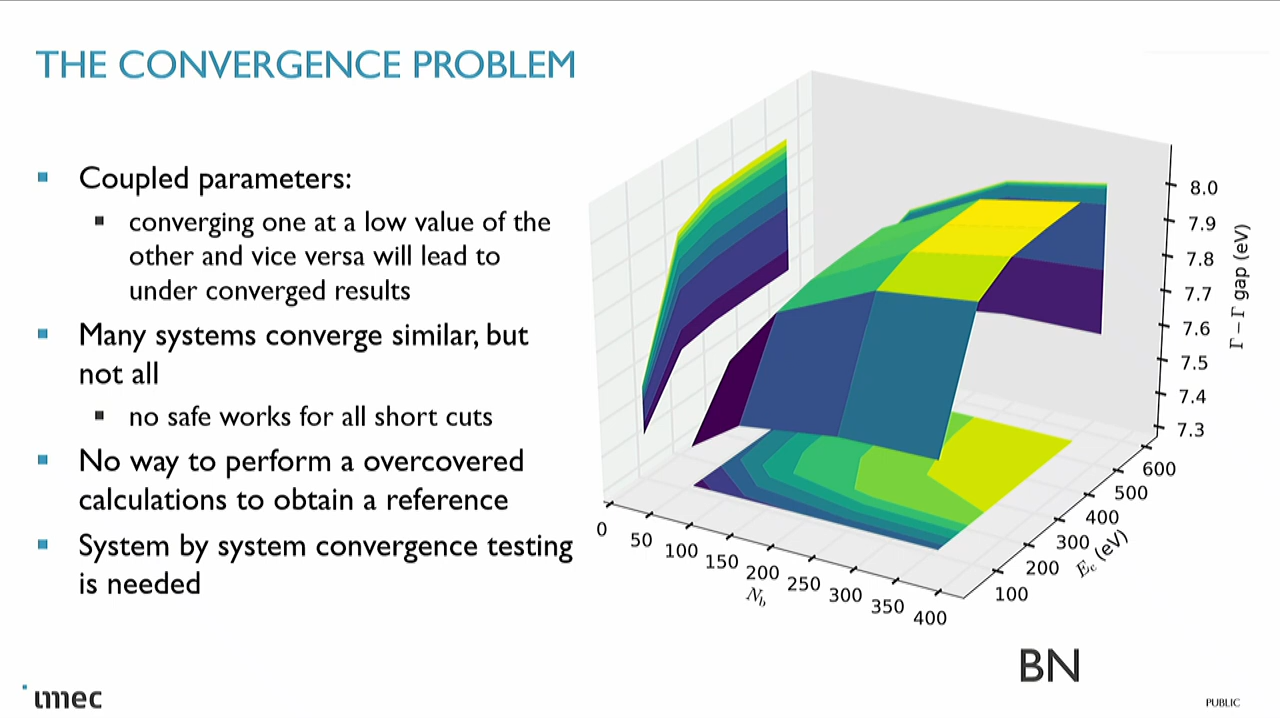 THE CONVERGENCE PROBLEM
Coupled parameters:
converging one at a low value of the
other and vice versa will lead to
under converged results
Many systems converge similar, but
not all
no safe works for all short cuts
No way to perform a overcovered
calculations to obtain a reference
System by system convergence testing
is needed
8.0
7.9
7.8
7.7
7.6
7.5
7.4
7.3
Γ − Γ gap (eV)
600
500
400
300
200
100
E_c (eV)
0
50
100
150
200
250
300
350
400
N_b
BN
imec
PUBLIC